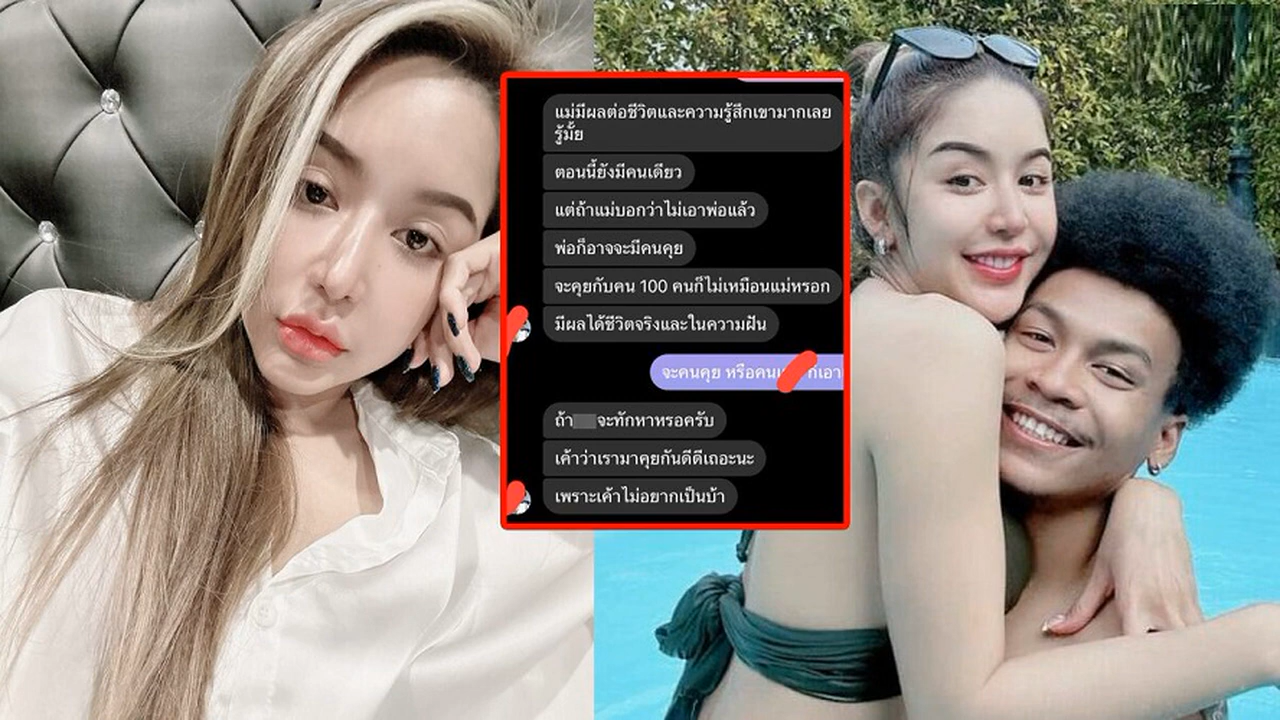 แม่มีผลต่อชีวิตและความรู้สึกเขามากเลย
รู้มั้ย
ตอนนี้ยังมีคนเดียว
แต่ถ้าแม่บอกว่าไม่เอาพ่อแล้ว
พ่อก็อาจจะมีคนคุย
จะคุยกับคน 100 คนก็ไม่เหมือนแม่หรอก
มีผลได้ชีวิตจริงและในความฝัน
จะคนคุย หรือคน
ถ้า จะทักหาหรอครับ
เค้าว่าเรามาคุยกันดีดีเถอะนะ
เพราะเค้าไม่อยากเป็นบ้า